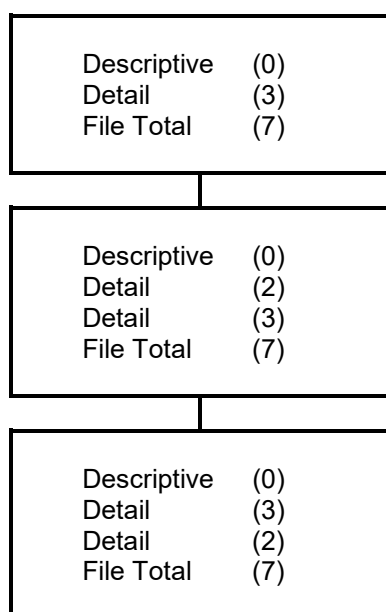 Descriptive (0)
Detail (3)
File Total (7)
Descriptive (0)
Detail (2)
Detail (3)
File Total (7)
Descriptive (0)
Detail (3)
Detail (2)
File Total (7)